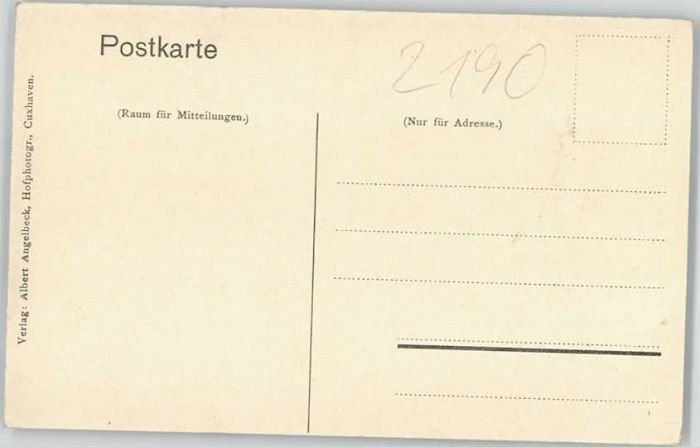 Postkarte
2190
(Raum für Mitteilungen.)
(Nur für Adresse.)
Verlag: Albert Angelbeck, Hofphotogr., Cuxhaven.